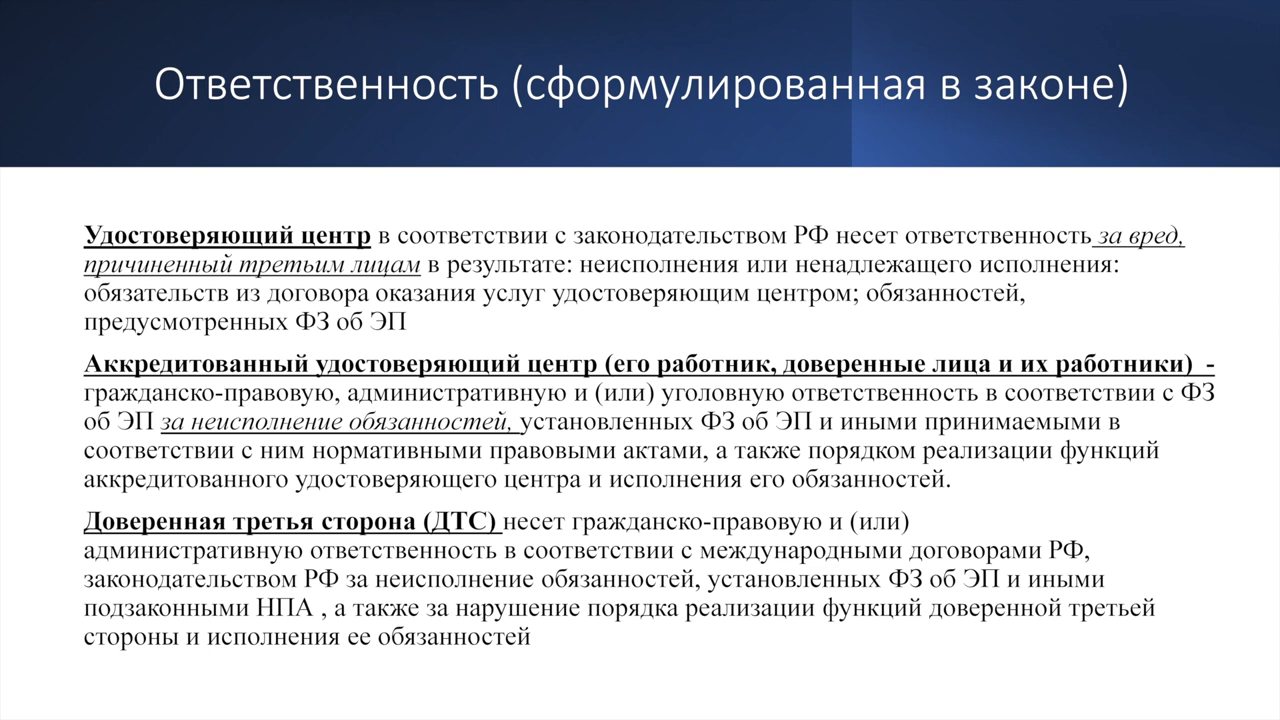 Ответственность (сформулированная в законе)
Удостоверяющий центр в соответствии с законодательством РФ несет ответственность за вред,
причиненный третьим лицам в результате: неисполнения или ненадлежащего исполнения:
обязательств из договора оказания услуг удостоверяющим центром; обязанностей,
предусмотренных ФЗ об ЭП
Аккредитованный удостоверяющий центр (его работник, доверенные лица и их работники) -
гражданско-правовую, административную и (или) уголовную ответственность в соответствии с ФЗ
об ЭП за неисполнение обязанностей, установленных ФЗ об ЭП и иными принимаемыми в
соответствии с ним нормативными правовыми актами, а также порядком реализации функций
аккредитованного удостоверяющего центра и исполнения его обязанностей.
Доверенная третья сторона (ДТС) несет гражданско-правовую и (или)
административную ответственность в соответствии с международными договорами РФ,
законодательством РФ за неисполнение обязанностей, установленных ФЗ об ЭП и иными
подзаконными НПА , а также за нарушение порядка реализации функций доверенной третьей
стороны и исполнения ее обязанностей